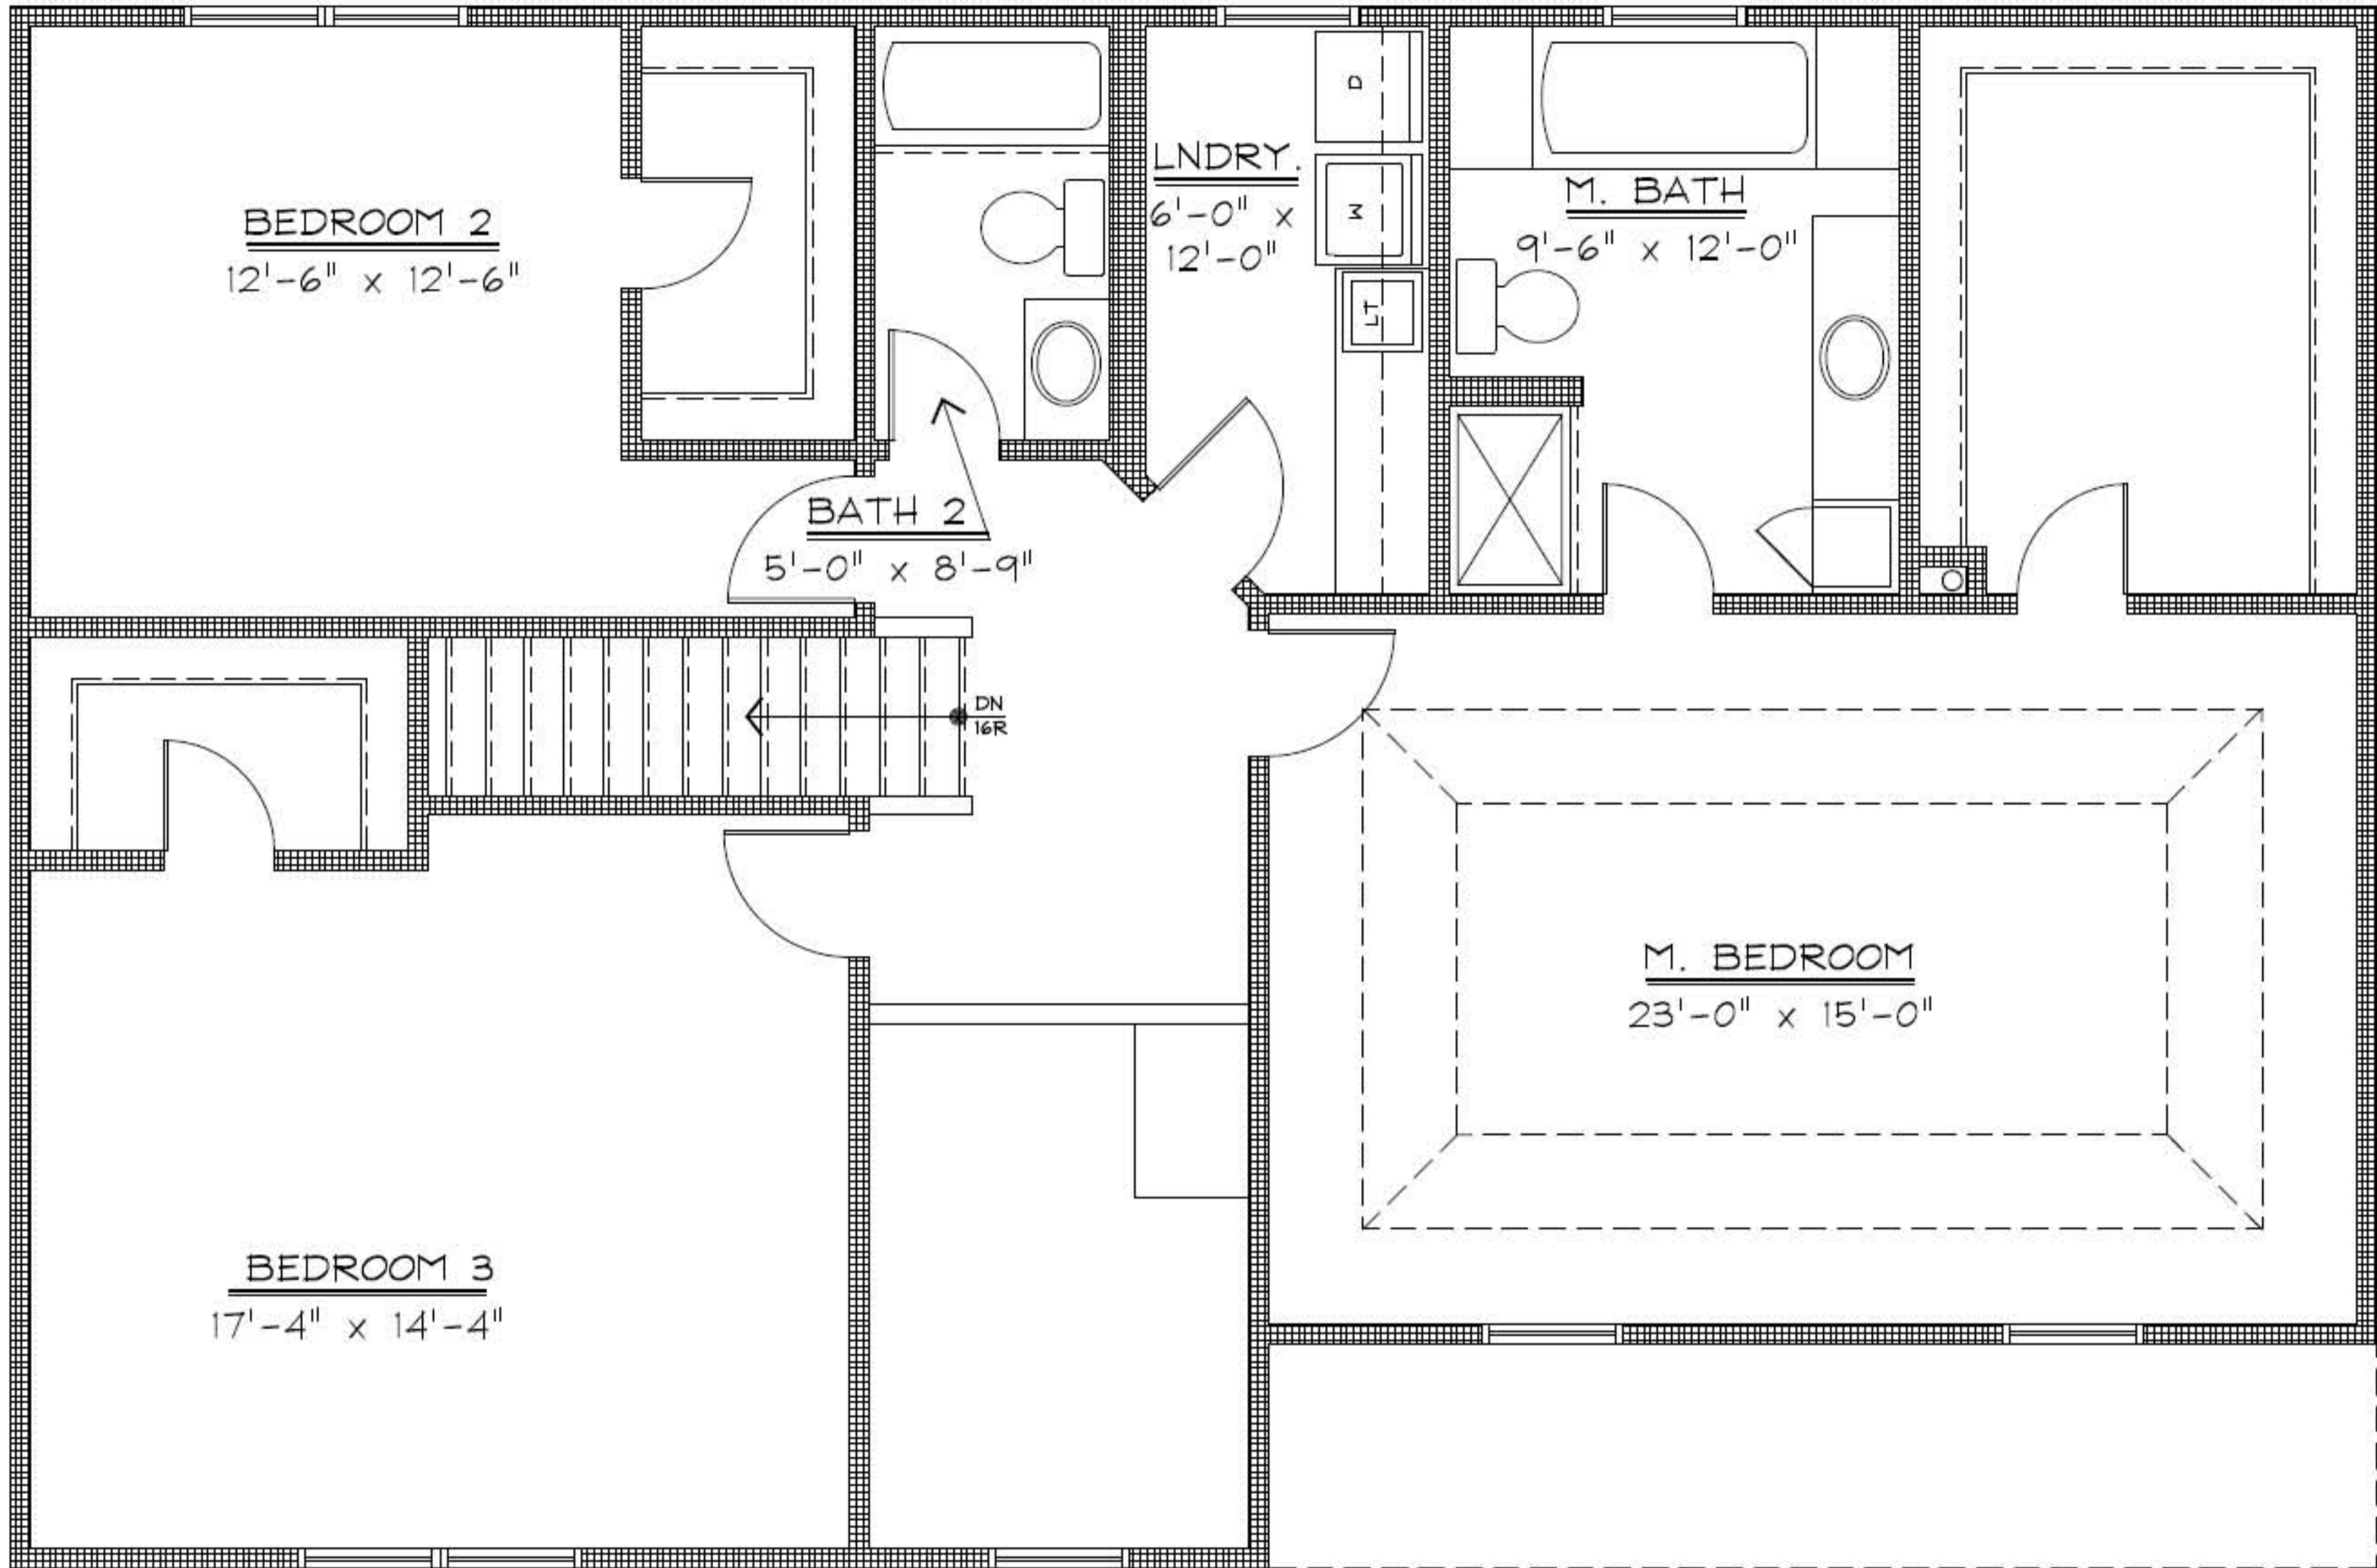 BEDROOM 2
12'-6" x 12'-6"
LNDRY.
6'-0" x
12'-0"
D
W
LT
M. BATH
9'-6" x 12'-0"
BATH 2
5'-0" x 8'-9"
DN
16R
M. BEDROOM
23'-0" x 15'-0"
BEDROOM 3
17'-4" x 14'-4"